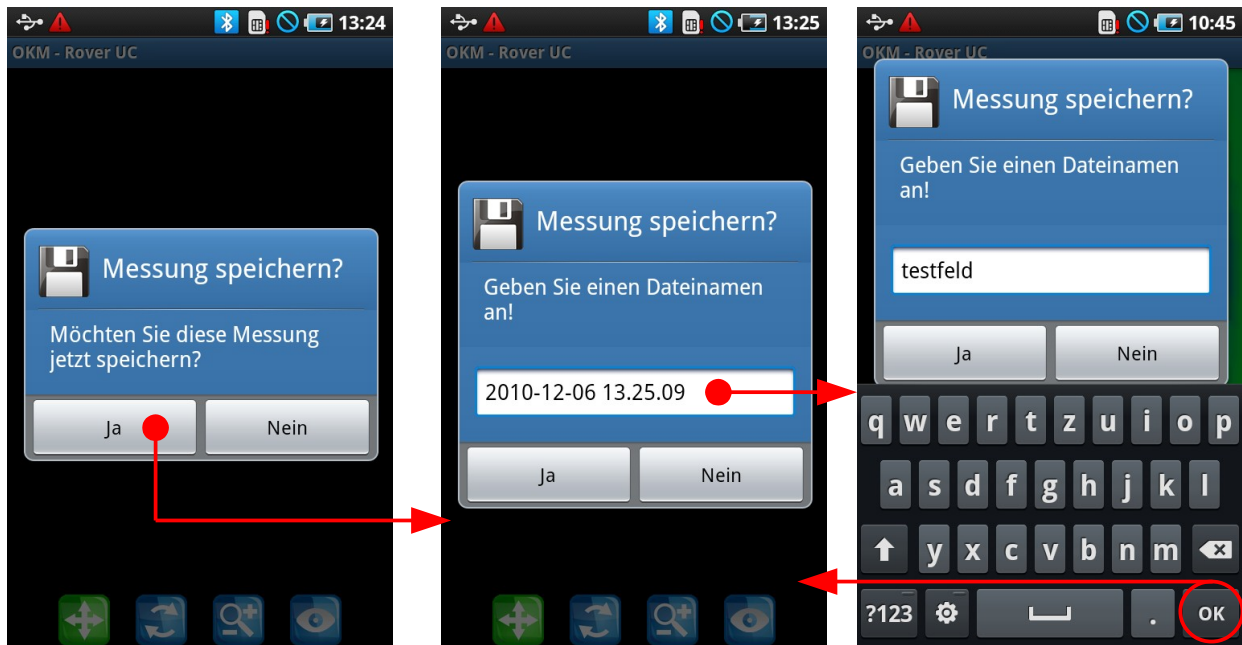 13:24
OKM - Rover UC
Messung speichern?
Möchten Sie diese Messung
jetzt speichern?
Ja Nein
13:25
OKM - Rover UC
Messung speichern?
Geben Sie einen Dateinamen
an!
2010-12-06 13.25.09
Ja Nein
10:45
OKM - Rover UC
Messung speichern?
Geben Sie einen Dateinamen
an!
testfeld
Ja Nein
q w e r t z u i o p
a s d f g h j k l
y x c v b n m
?123 . OK